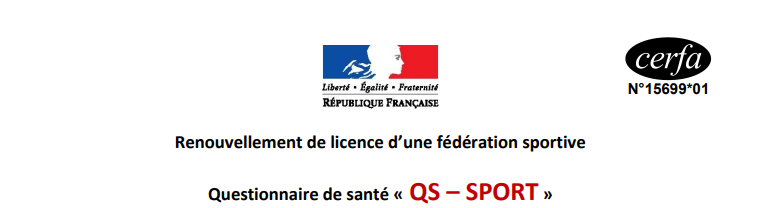 cerfa
Liberté • Égalité • Fraternité
RÉPUBLIQUE FRANÇAISE
N°15699*01
Renouvellement de licence d’une fédération sportive
Questionnaire de santé « QS – SPORT »